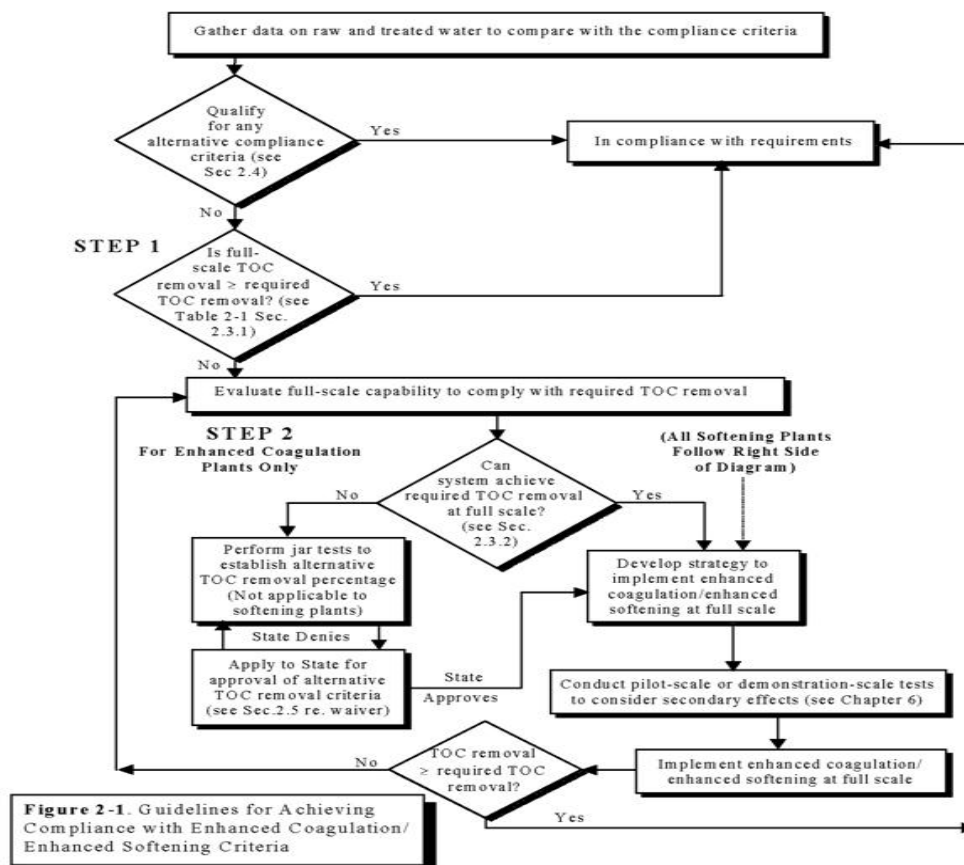 Gather data on raw and treated water to compare with the compliance criteria
Qualify
for any
alternative compliance
criteria (see
Sec 2.4)
Yes
In compliance with requirements
No
STEP 1
Is full-
scale TOC
removal ≥ required
TOC removal? (see
Table 2-1 Sec.
2.3.1)
Yes
No
Evaluate full-scale capability to comply with required TOC removal
STEP 2
For Enhanced Coagulation
Plants Only
(All Softening Plants
Follow Right Side
of Diagram)
Can
system achieve
required TOC removal
at full scale?
(see Sec.
2.3.2)
No
Yes
Perform jar tests to
establish alternative
TOC removal percentage
(Not applicable to
softening plants)
Develop strategy to
implement enhanced
coagulation/enhanced
softening at full scale
State Denies
Apply to State for
approval of alternative
TOC removal criteria
(see Sec.2.5 re. waiver)
State
Approves
Conduct pilot-scale or demonstration-scale tests
to consider secondary effects (see Chapter 6)
TOC removal
≥ required TOC
removal?
No
Implement enhanced coagulation/
enhanced softening at full scale
Yes
Figure 2-1. Guidelines for Achieving
Compliance with Enhanced Coagulation/
Enhanced Softening Criteria